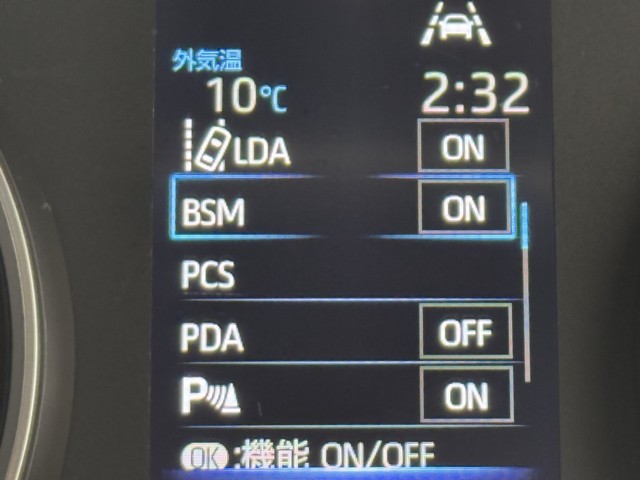 外気温
10℃ 2:32
LDA ON
BSM ON
PCS
PDA OFF
P ON
OK:機能 ON/OFF